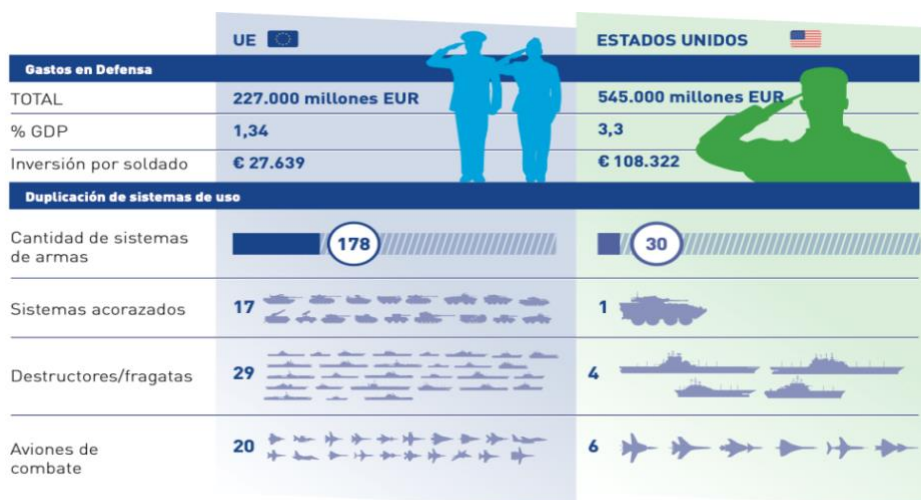 UE
ESTADOS UNIDOS
Gastos en Defensa
TOTAL
227.000 millones EUR
545.000 millones EUR
% GDP
1,34
3,3
Inversión por soldado
€ 27.639
€ 108.322
Duplicación de sistemas de uso
Cantidad de sistemas
de armas
178
30
Sistemas acorazados
17
1
Destructores/fragatas
29
4
Aviones de
combate
20
6